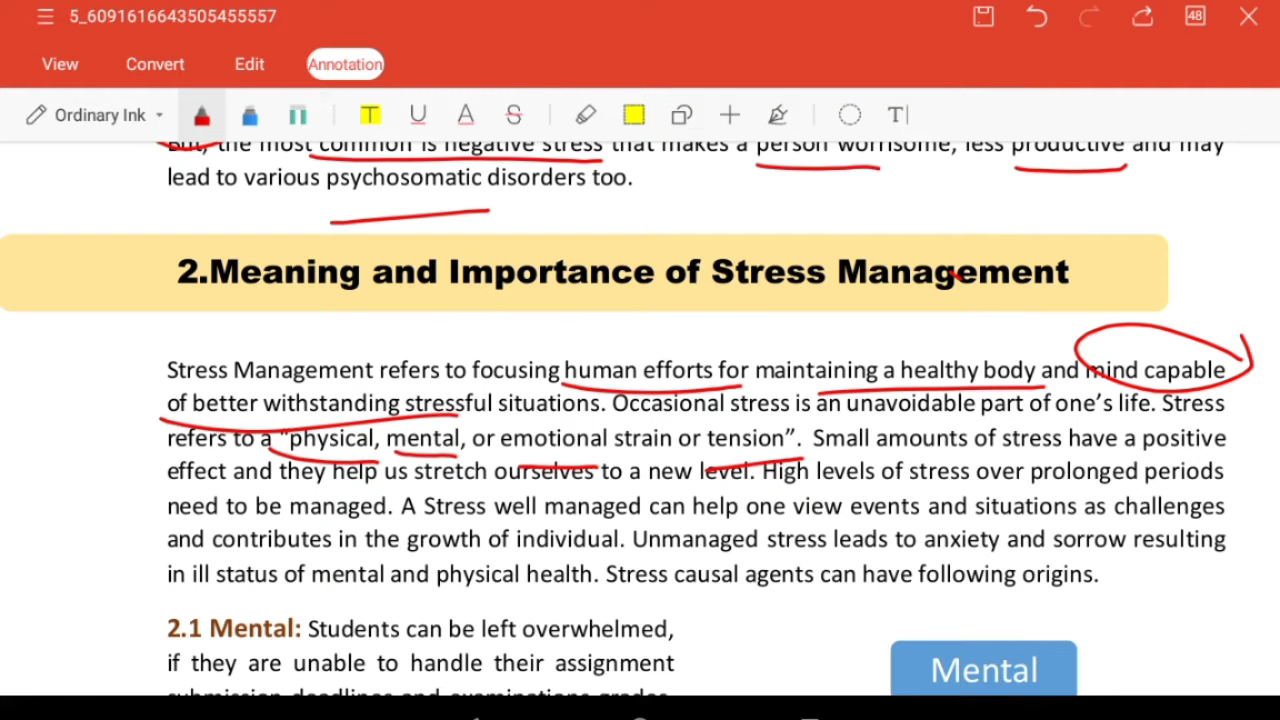 5_6091616643505455557
48
View Convert Edit Annotation
Ordinary Ink T U A S T
But, the most common is negative stress that makes a person worrisome, less productive and may
lead to various psychosomatic disorders too.
2.Meaning and Importance of Stress Management
Stress Management refers to focusing human efforts for maintaining a healthy body and mind capable
of better withstanding stressful situations. Occasional stress is an unavoidable part of one’s life. Stress
refers to a “physical, mental, or emotional strain or tension”. Small amounts of stress have a positive
effect and they help us stretch ourselves to a new level. High levels of stress over prolonged periods
need to be managed. A Stress well managed can help one view events and situations as challenges
and contributes in the growth of individual. Unmanaged stress leads to anxiety and sorrow resulting
in ill status of mental and physical health. Stress causal agents can have following origins.
2.1 Mental: Students can be left overwhelmed,
if they are unable to handle their assignment
submission deadlines and examinations grades.
Mental